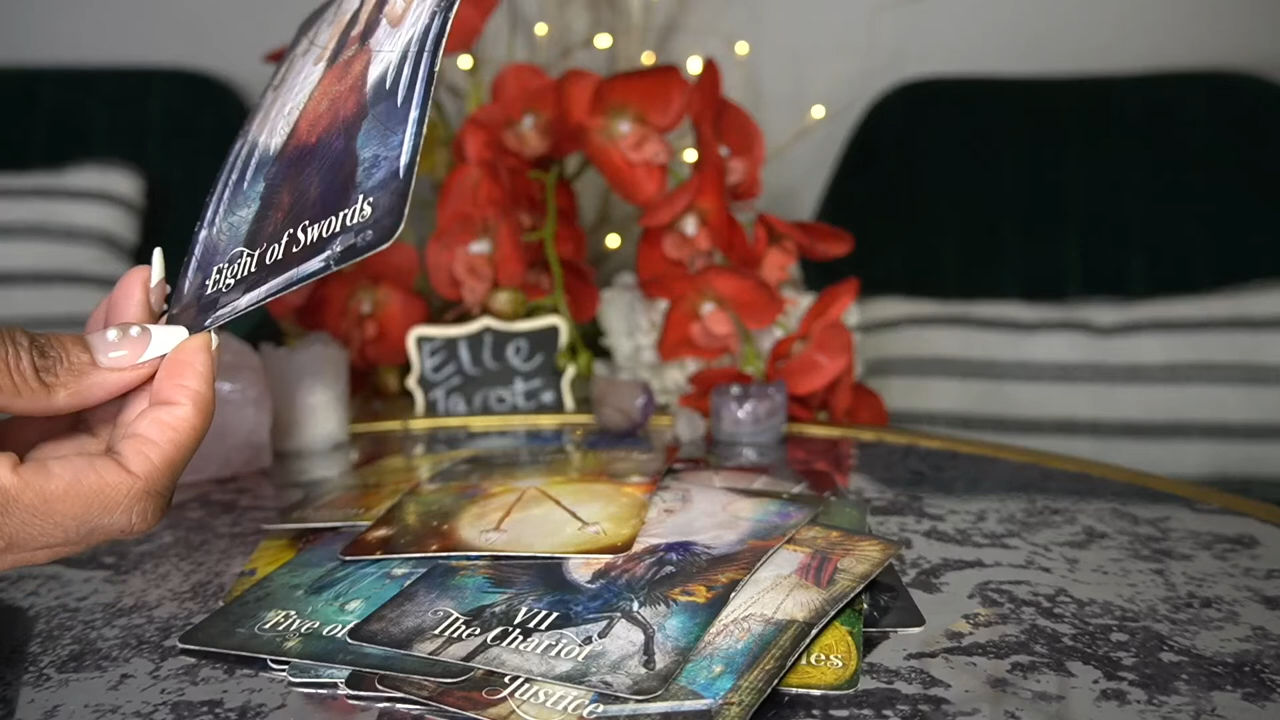 Eight of Swords
Elle
Tarot.
Five of
VII
The Chariot
Justice